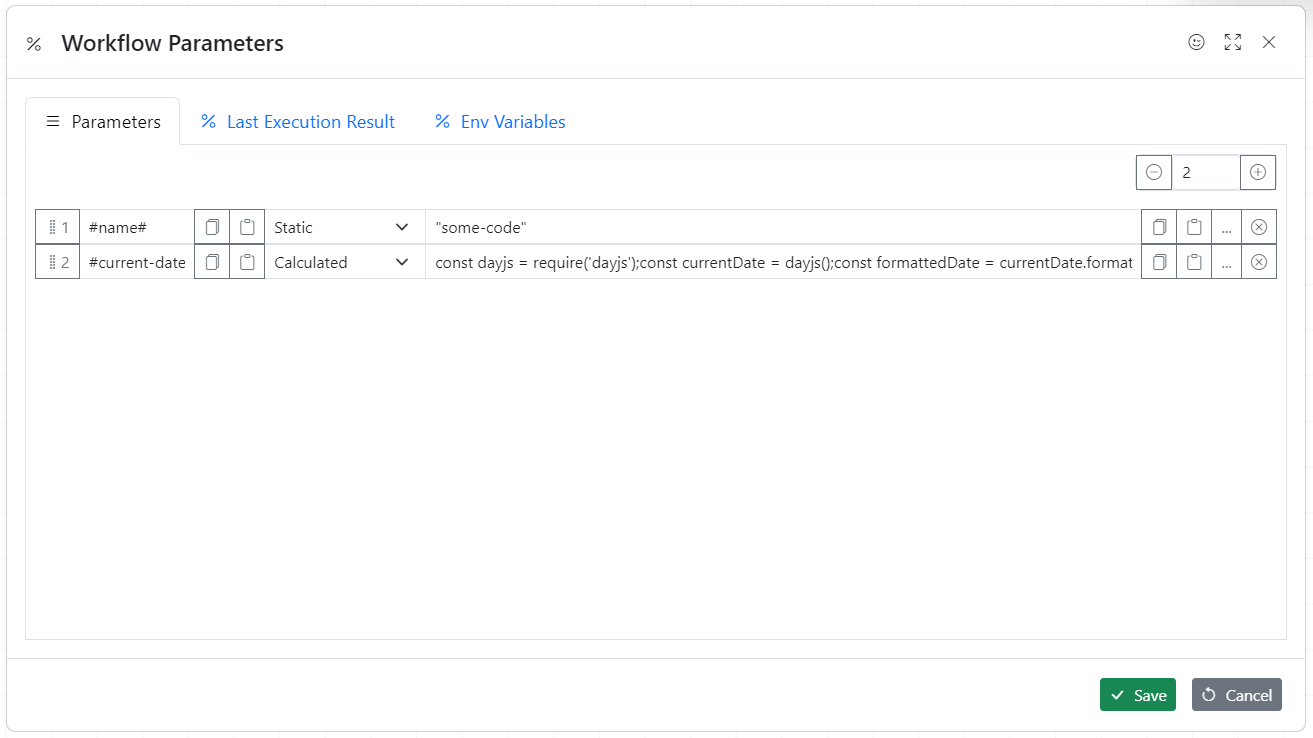 Workflow Parameters
Parameters Last Execution Result Env Variables
2
1 #name# Static "some-code" ...
2 #current-date Calculated const dayjs = require('dayjs');const currentDate = dayjs();const formattedDate = currentDate.format ...
Save Cancel